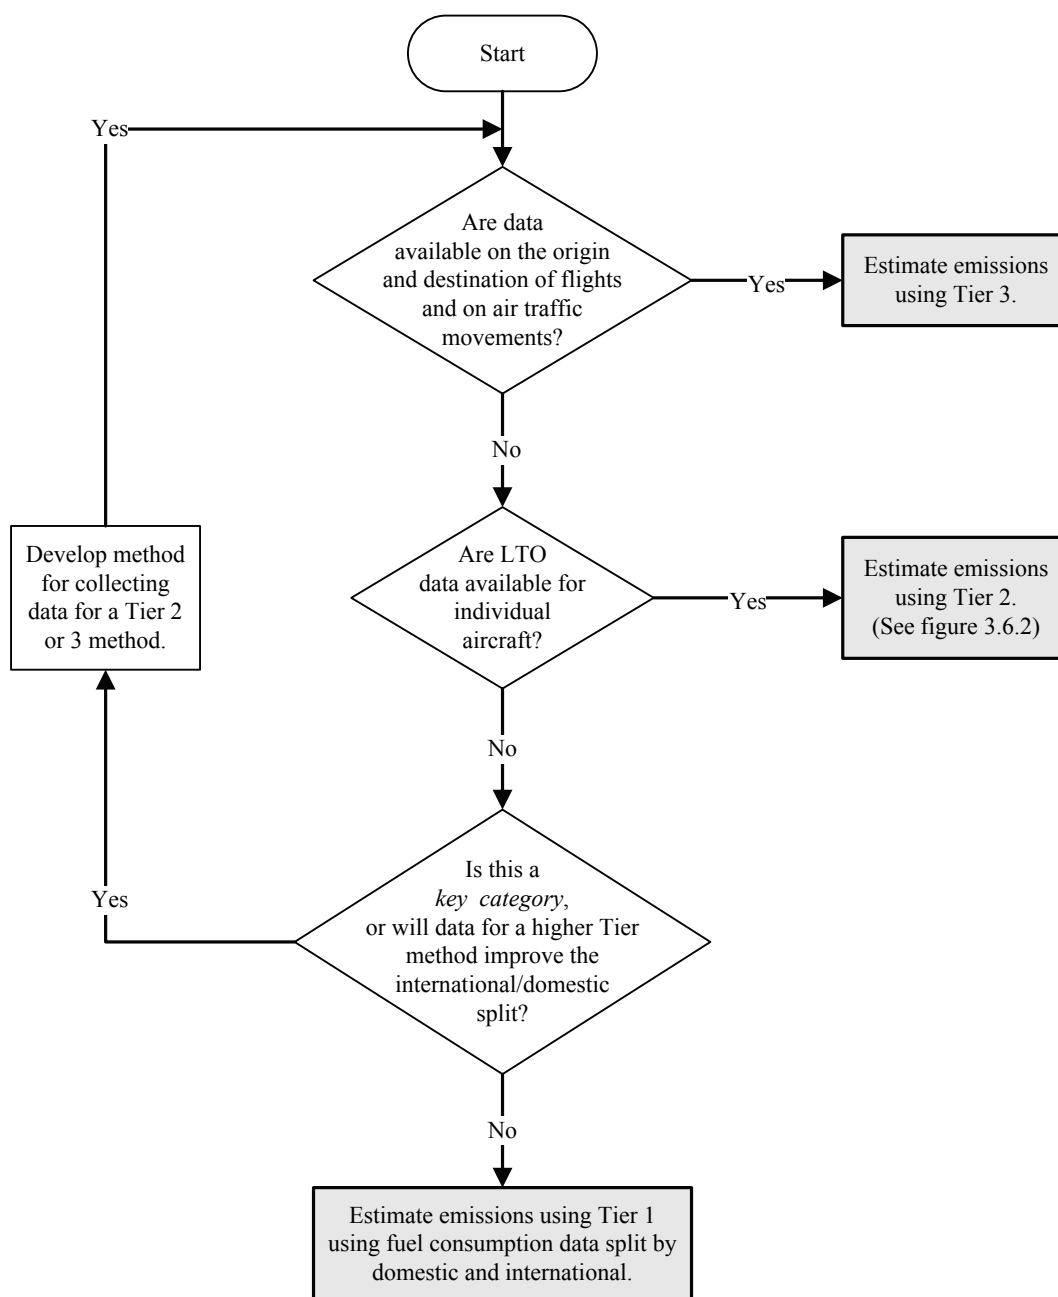 Start
Yes
Are data
available on the origin
and destination of flights
and on air traffic
movements?
Yes
Estimate emissions
using Tier 3.
No
Develop method
for collecting
data for a Tier 2
or 3 method.
Are LTO
data available for
individual
aircraft?
Yes
Estimate emissions
using Tier 2.
(See figure 3.6.2)
No
Is this a
key category,
or will data for a higher Tier
method improve the
international/domestic
split?
Yes
No
Estimate emissions using Tier 1
using fuel consumption data split by
domestic and international.